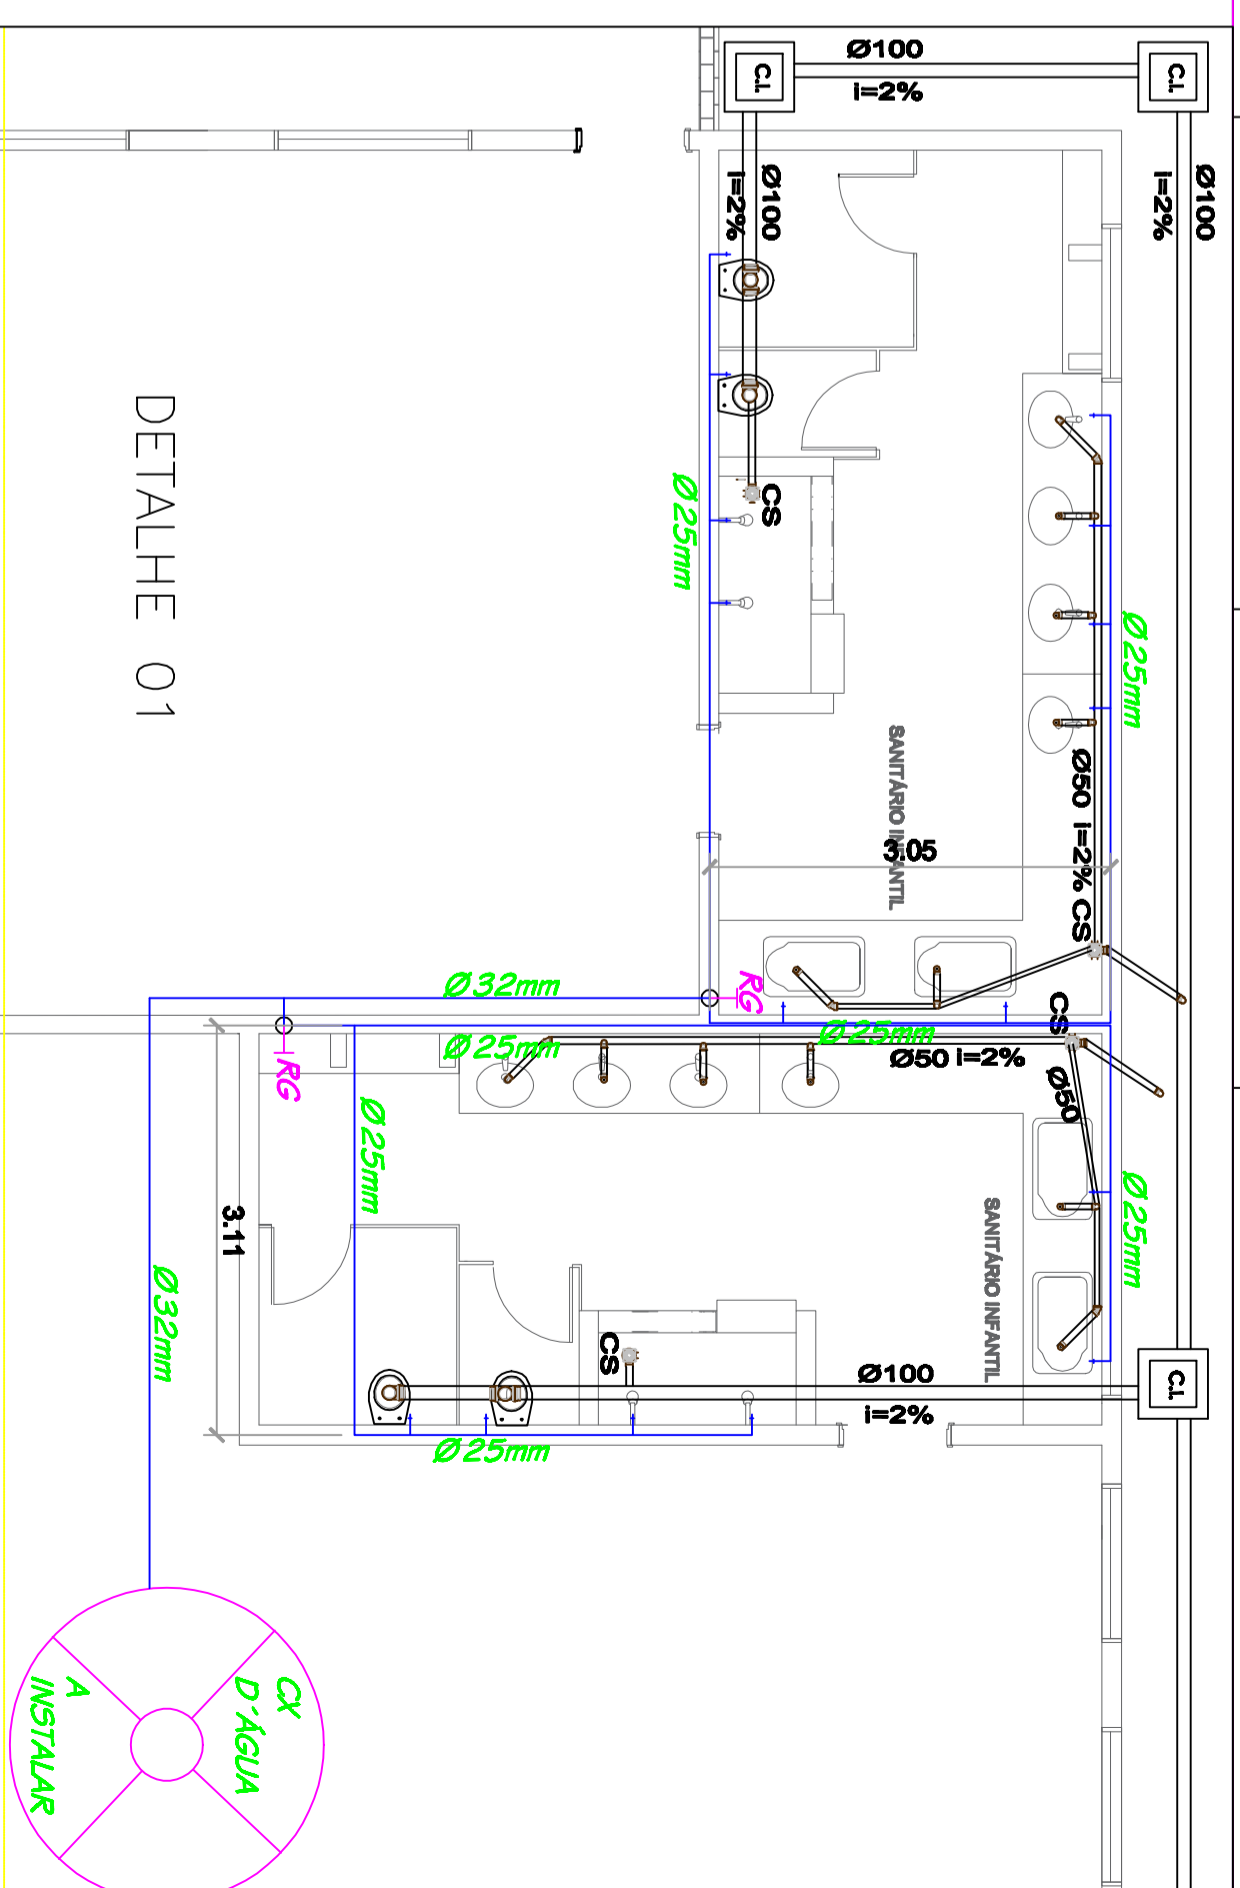 Ø100
i=2%
C.I.
C.I.
Ø100
i=2%
Ø100
i=2%
Ø25mm
CS
Ø25mm
DETALHE 01
SANITÁRIO INFANTIL
3.05
Ø50 i=2% CS
Ø32mm
RG
Ø25mm
Ø25mm
CS
Ø50 i=2%
Ø50
RG
Ø25mm
Ø25mm
3.11
SANITÁRIO INFANTIL
Ø32mm
CS
Ø100
i=2%
C.I.
Ø25mm
CX
D'ÁGUA
A
INSTALAR